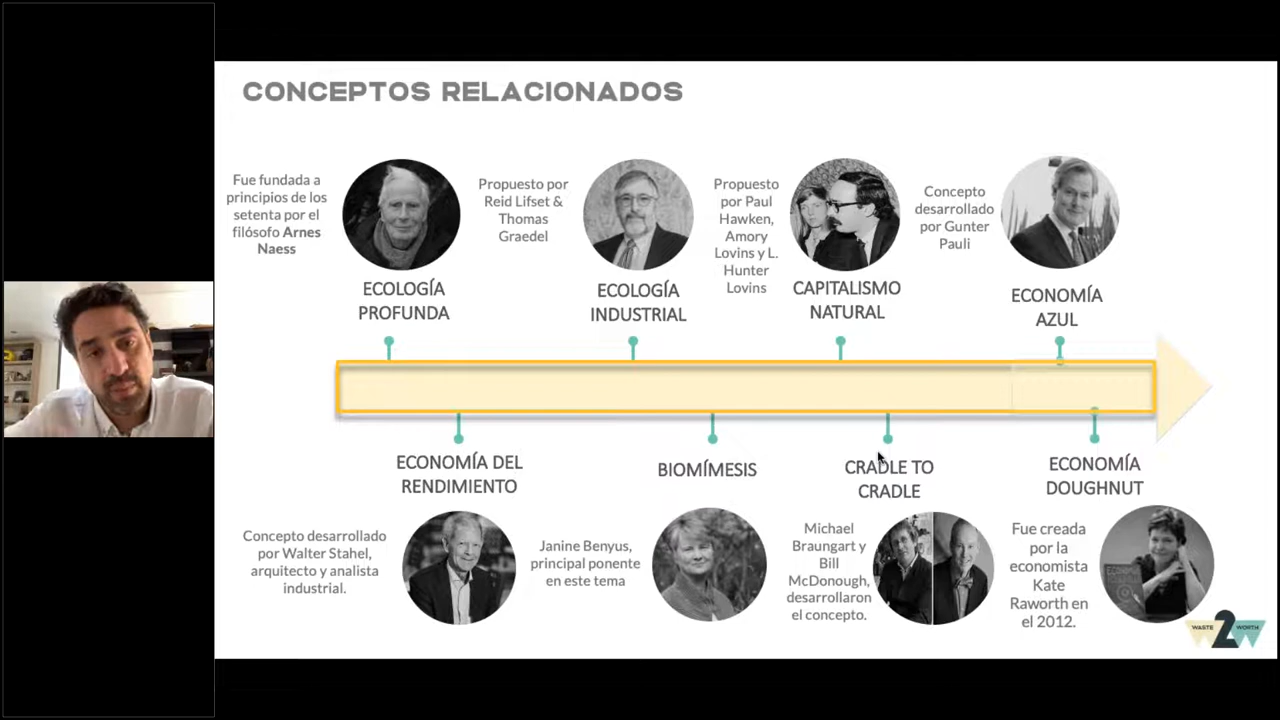 CONCEPTOS RELACIONADOS
Fue fundada a
principios de los
setenta por el
filósofo Arnes
Naess
ECOLOGÍA
PROFUNDA
Propuesto por
Reid Lifset &
Thomas
Graedel
ECOLOGÍA
INDUSTRIAL
Propuesto
por Paul
Hawken,
Amory
Lovins y L.
Hunter
Lovins
CAPITALISMO
NATURAL
Concepto
desarrollado
por Gunter
Pauli
ECONOMÍA
AZUL
ECONOMÍA DEL
RENDIMIENTO
Concepto desarrollado
por Walter Stahel,
arquitecto y analista
industrial.
BIOMÍMESIS
Janine Benyus,
principal ponente
en este tema
CRADLE TO
CRADLE
Michael
Braungart y
Bill
McDonough,
desarrollaron
el concepto.
ECONOMÍA
DOUGHNUT
Fue creada
por la
economista
Kate
Raworth en
el 2012.
WASTE 2 WORTH